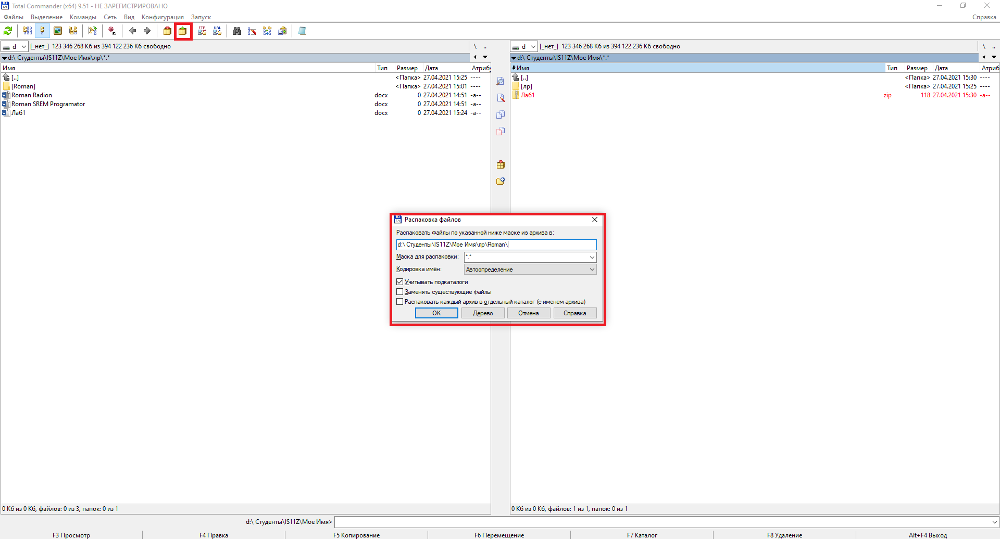 Total Commander (x64) 9.51 - НЕ ЗАРЕГИСТРИРОВАНО
Файлы Выделение Команды Сеть Вид Конфигурация Запуск Справка
FTP URL
d [_нет_] 123 346 268 Кб из 394 122 236 Кб свободно \ ..
d:\ Студенты\IS11Z\Мое Имя\лр\*.* *
Имя Тип Размер Дата Атрибу
[..] <Папка> 27.04.2021 15:25 ----
[Roman] <Папка> 27.04.2021 15:01 ----
Roman Radion docx 0 27.04.2021 14:51 -a--
Roman SREM Programator docx 0 27.04.2021 14:51 -a--
Лаб1 docx 0 27.04.2021 15:24 -a--
0 Кб из 0 Кб, файлов: 0 из 3, папок: 0 из 1
d [_нет_] 123 346 268 Кб из 394 122 236 Кб свободно \ ..
d:\ Студенты\IS11Z\Мое Имя\*.* *
Имя Тип Размер Дата Атриб
[..] <Папка> 27.04.2021 15:30 ----
[лр] <Папка> 27.04.2021 15:25 ----
Лаб1 zip 118 27.04.2021 15:30 -a--
0 Кб из 0 Кб, файлов: 1 из 1, папок: 0 из 1
Распаковка файлов
Распаковать файлы по указанной ниже маске из архива в:
d:\ Студенты\IS11Z\Мое Имя\лр\Roman\
Маска для распаковки: *.*
Кодировка имён: Автоопределение
Учитывать подкаталоги
Заменять существующие файлы
Распаковать каждый архив в отдельный каталог (с именем архива)
OK Дерево Отмена Справка
d:\ Студенты\IS11Z\Мое Имя>
F3 Просмотр F4 Правка F5 Копирование F6 Перемещение F7 Каталог F8 Удаление Alt+F4 Выход